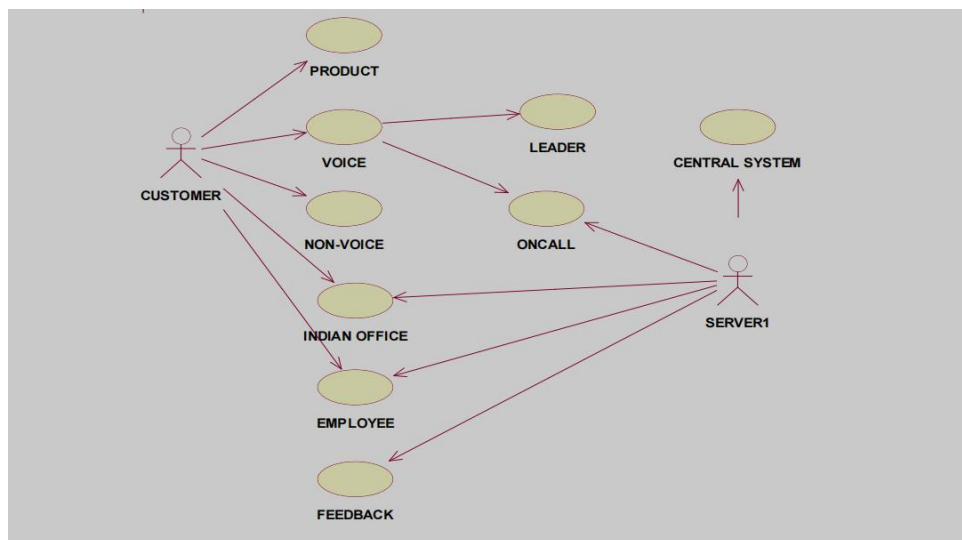 PRODUCT
VOICE
LEADER
CENTRAL SYSTEM
CUSTOMER
NON-VOICE
ONCALL
INDIAN OFFICE
SERVER1
EMPLOYEE
FEEDBACK